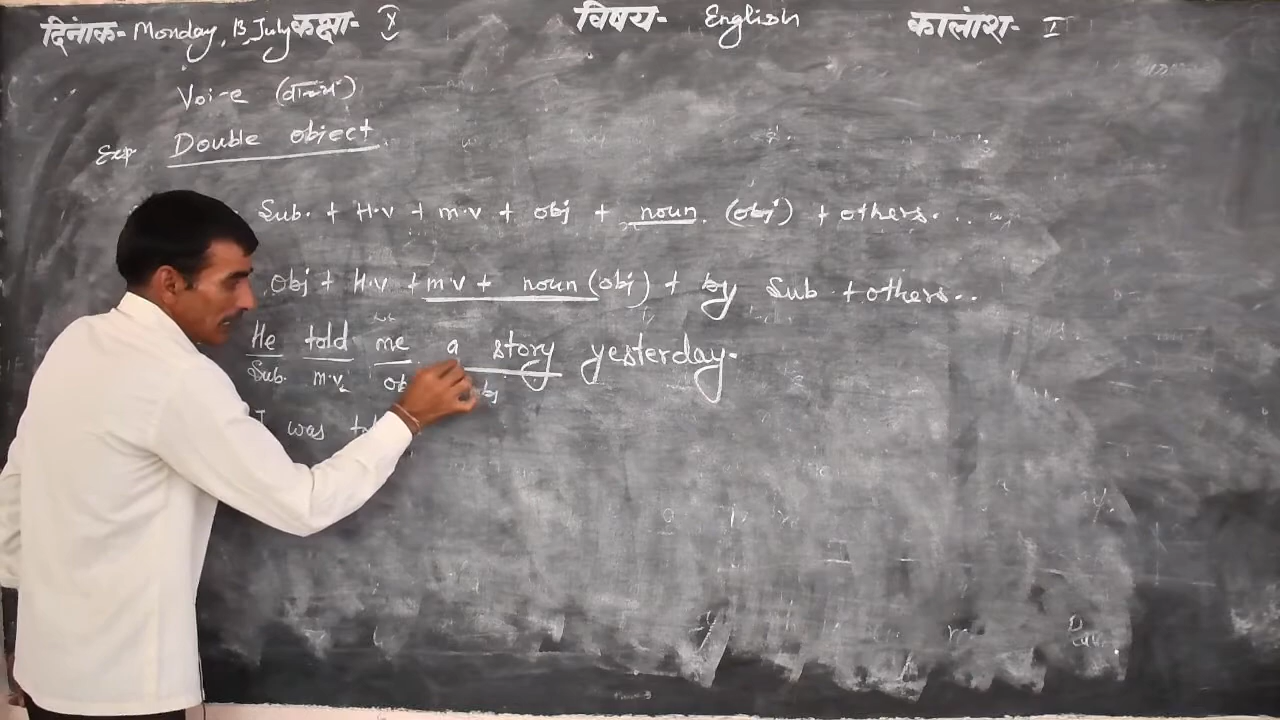 दिनांक- Monday, 13, July कक्षा- X विषय- English कालांश- I
Voice (वाच्य)
Exp Double object
Sub. + H.v + m.v + obj + noun. (obj) + others...
Obj + H.v + m.v + noun (obj) + by Sub + others..
He told me a story yesterday.
Sub. m.v
I was